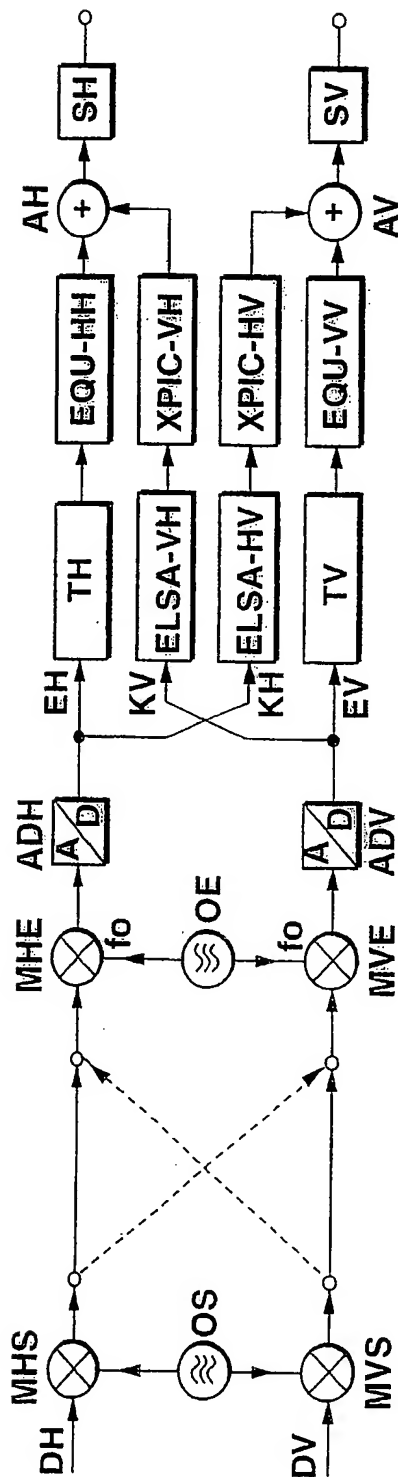 DH
MHS
OS
DV
MVS
MHE
fo
OE
fo
MVE
ADH
A
D
A
D
ADV
EH
KV
KH
EV
TH
ELSA-VH
ELSA-HV
TV
EQU-HH
XPIC-VH
XPIC-HV
EQU-VV
AH
+
+
AV
SH
SV